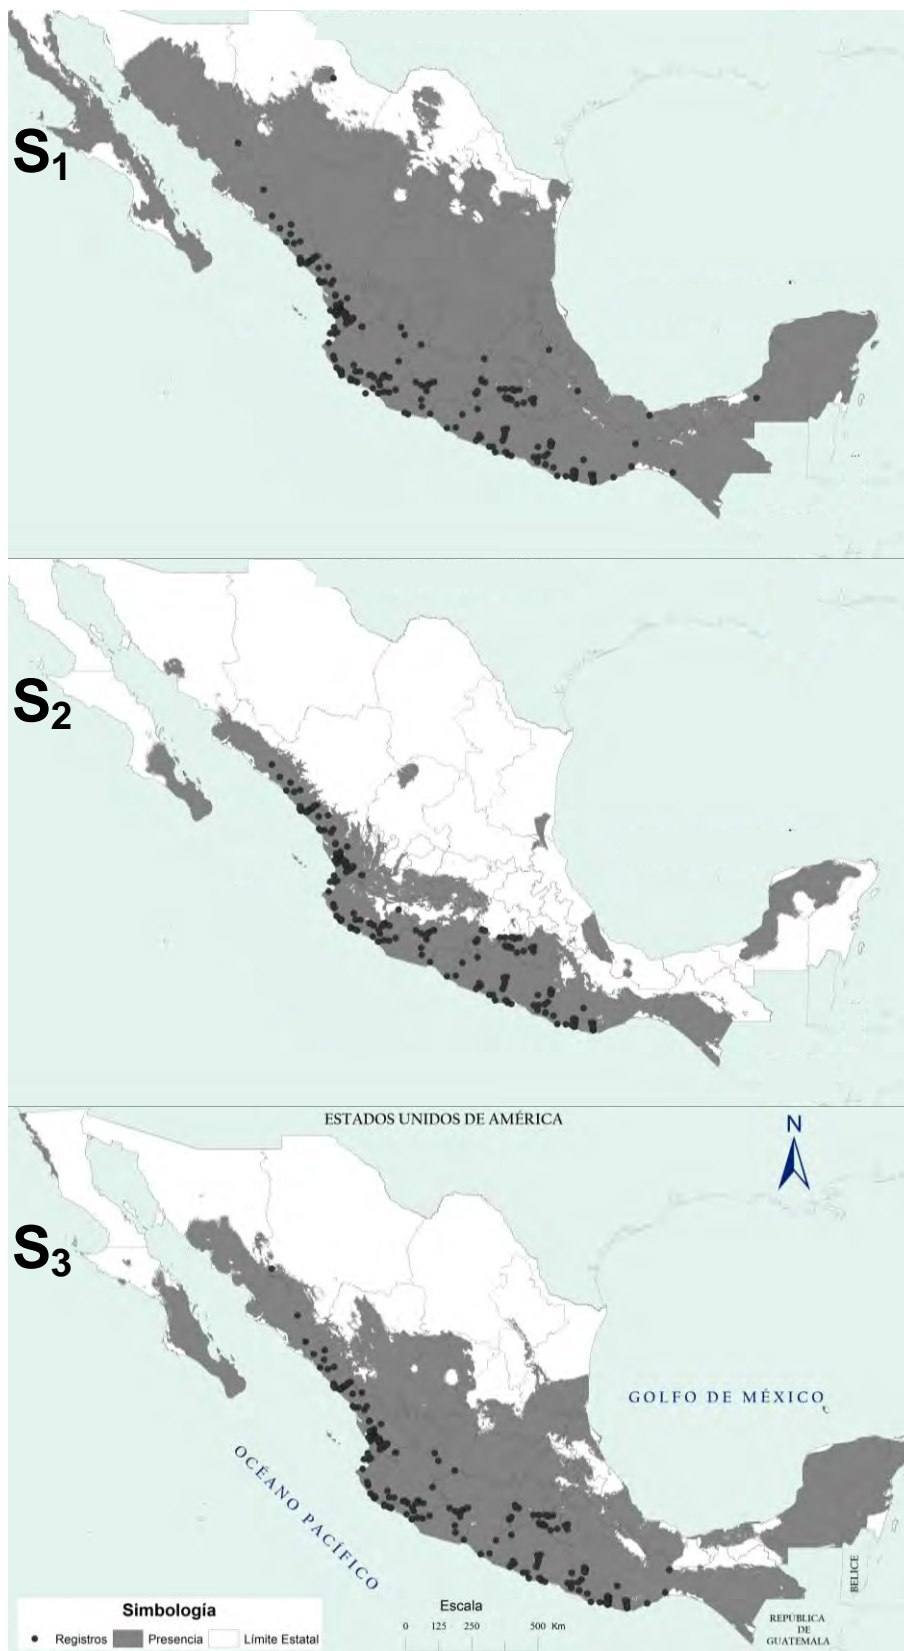 S1
S2
ESTADOS UNIDOS DE AMÉRICA
N
S3
GOLFO DE MÉXICO
OCÉANO PACÍFICO
BELICE
REPÚBLICA
DE
GUATEMALA
Simbología
Registros Presencia Límite Estatal
Escala
0 125 250 500 Km